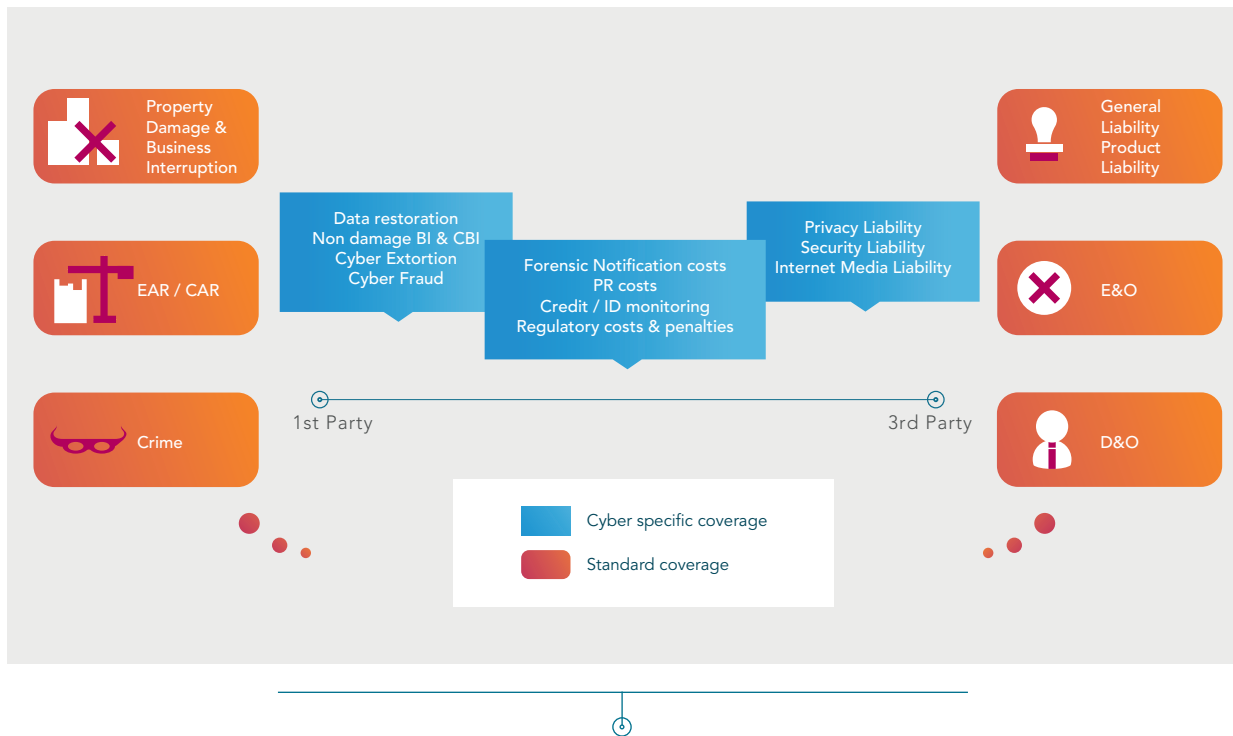 Property
Damage &
Business
Interruption
EAR / CAR
Crime
Data restoration
Non damage BI & CBI
Cyber Extortion
Cyber Fraud
Forensic Notification costs
PR costs
Credit / ID monitoring
Regulatory costs & penalties
Privacy Liability
Security Liability
Internet Media Liability
General
Liability
Product
Liability
E&O
D&O
1st Party
3rd Party
Cyber specific coverage
Standard coverage